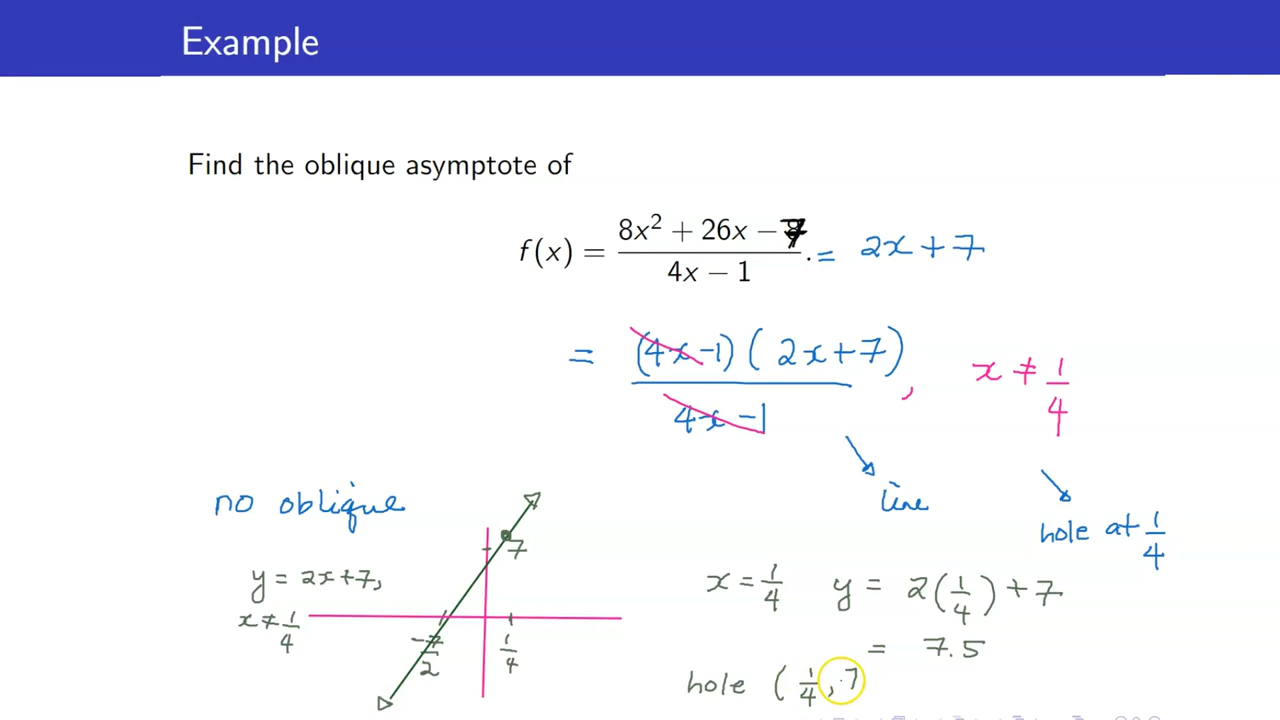 Example
Find the oblique asymptote of
f(x) = (8x² + 26x − 7)/(4x − 1). = 2x + 7
= (4x -1)(2x+7)/(4x -1), x ≠ 1/4
line
hole at 1/4
no oblique
y = 2x+7,
x ≠ 1/4
7
-7/2
1/4
x = 1/4 y = 2(1/4) + 7
= 7.5
hole (1/4, 7